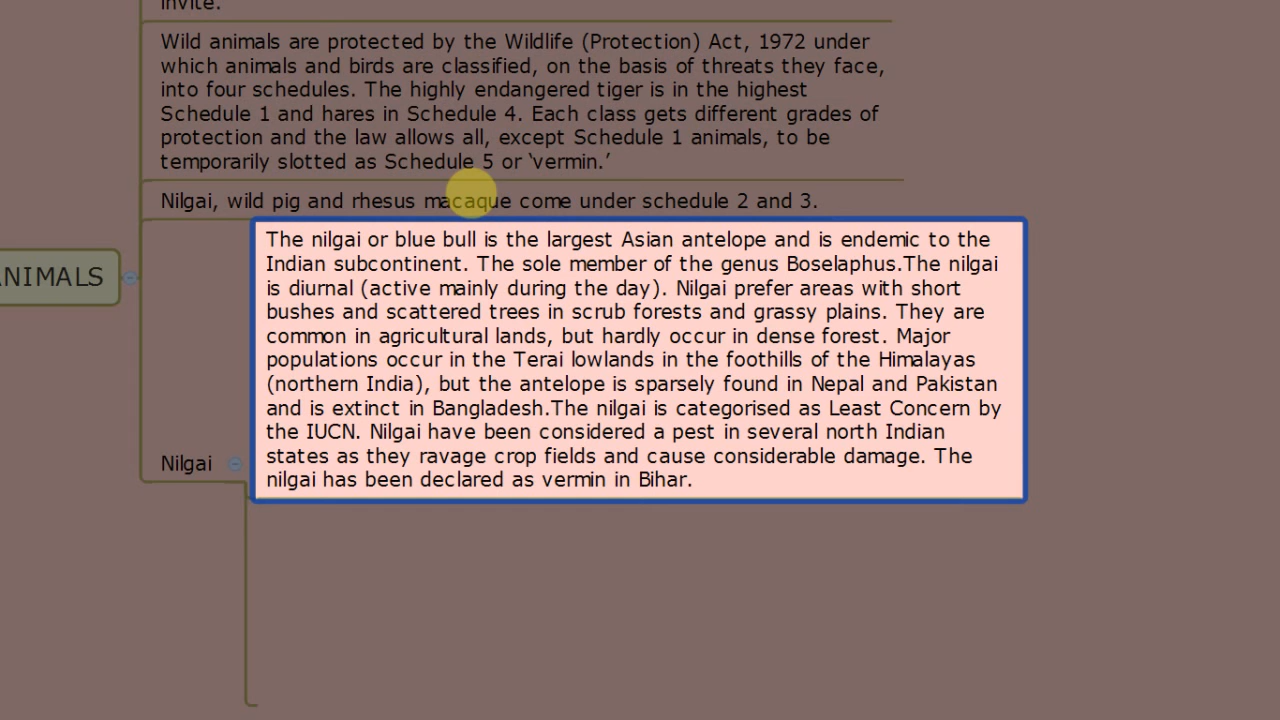 invite.
Wild animals are protected by the Wildlife (Protection) Act, 1972 under
which animals and birds are classified, on the basis of threats they face,
into four schedules. The highly endangered tiger is in the highest
Schedule 1 and hares in Schedule 4. Each class gets different grades of
protection and the law allows all, except Schedule 1 animals, to be
temporarily slotted as Schedule 5 or ‘vermin.’
Nilgai, wild pig and rhesus macaque come under schedule 2 and 3.
ANIMALS
The nilgai or blue bull is the largest Asian antelope and is endemic to the
Indian subcontinent. The sole member of the genus Boselaphus.The nilgai
is diurnal (active mainly during the day). Nilgai prefer areas with short
bushes and scattered trees in scrub forests and grassy plains. They are
common in agricultural lands, but hardly occur in dense forest. Major
populations occur in the Terai lowlands in the foothills of the Himalayas
(northern India), but the antelope is sparsely found in Nepal and Pakistan
and is extinct in Bangladesh.The nilgai is categorised as Least Concern by
the IUCN. Nilgai have been considered a pest in several north Indian
states as they ravage crop fields and cause considerable damage. The
nilgai has been declared as vermin in Bihar.
Nilgai